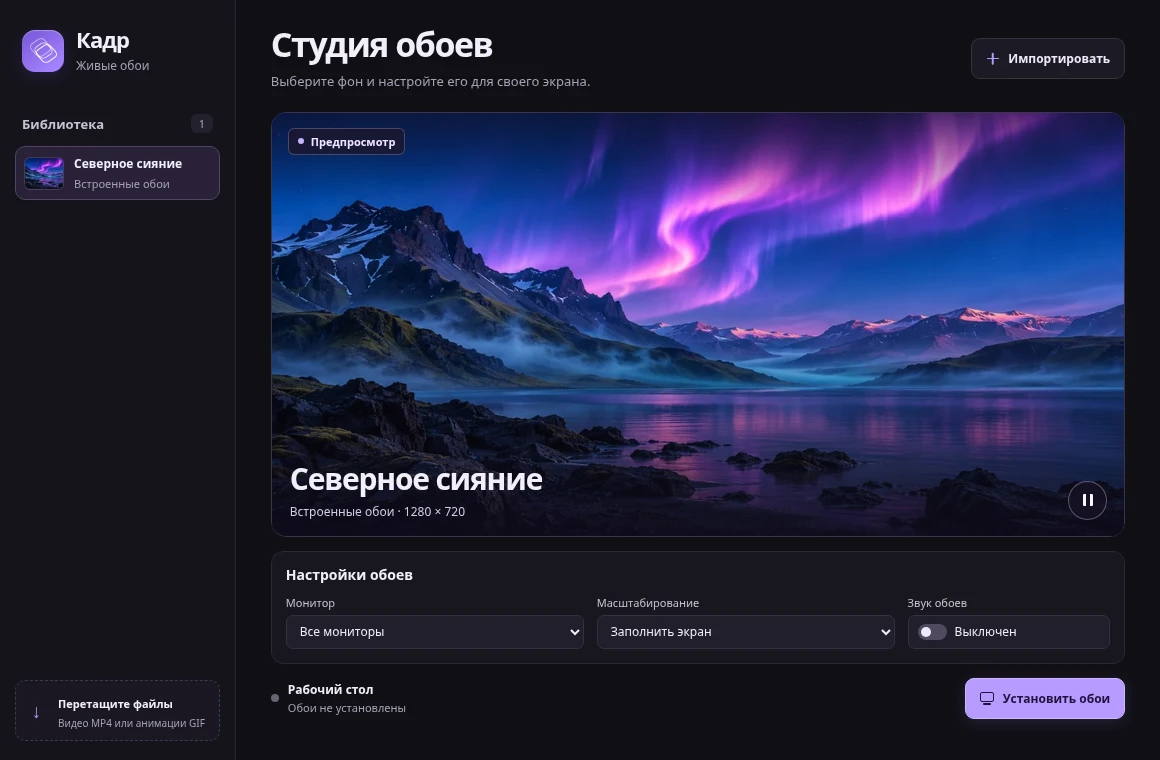 Кадр
Живые обои
Библиотека 1
Северное сияние
Встроенные обои
Перетащите файлы
Видео MP4 или анимации GIF
Студия обоев
Выберите фон и настройте его для своего экрана.
Импортировать
Предпросмотр
Северное сияние
Встроенные обои · 1280 × 720
Настройки обоев
Монитор
Все мониторы
Масштабирование
Заполнить экран
Звук обоев
Выключен
Рабочий стол
Обои не установлены
Установить обои